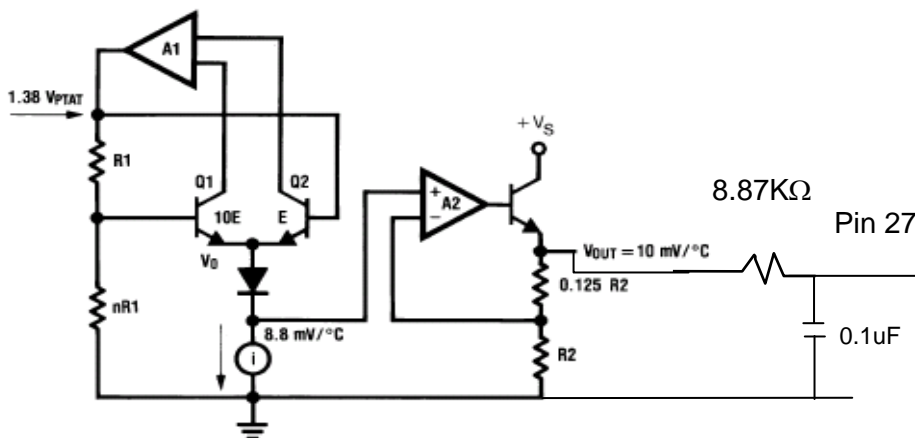 A1
1.38 VPTAT
+VS
R1
Q1
Q2
8.87KΩ
10E
E
+
A2
−
Pin 27
VO
VOUT = 10 mV/°C
0.125 R2
nR1
8.8 mV/°C
i
R2
0.1uF